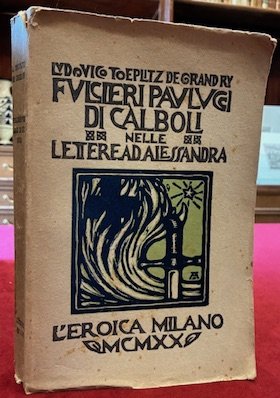 LVDOVICO TOEPLITZ DE GRAND RY
FVLCIERI PAVLVCCI
DI CALBOLI
NELLE
LETTERE AD ALESSANDRA
L'EROICA MILANO
MCMXX